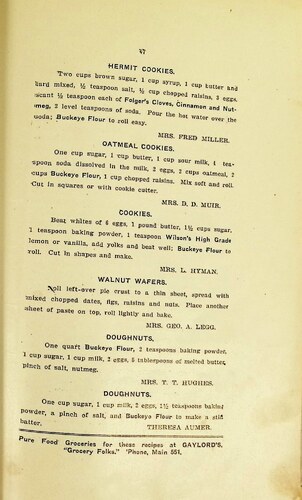 47
HERMIT COOKIES.
Two cups brown sugar, 1 cup syrup, 1 cup butter and
lard mixed, ½ teaspoon salt, ½ cup chopped raisins, 2 eggs,
scant ½ teaspoon each of Folger's Cloves, Cinnamon and Nut-
meg, 2 level teaspoons of soda. Pour the hot water over the
soda; Buckeye Flour to roll easy.
MRS. FRED MILLER.
OATMEAL COOKIES.
One cup sugar, 1 cup butter, 1 cup sour milk, 1 tea-
spoon soda dissolved in the milk, 2 eggs, 2 cups oatmeal, 2
cups Buckeye Flour, 1 cup chopped raisins. Mix soft and roll.
Cut in squares or with cookie cutter.
MRS. D. D. MUIR.
COOKIES.
Beat whites of 6 eggs, 1 pound butter, 1½ cups sugar,
1 teaspoon baking powder, 1 teaspoon Wilson's High Grade
lemon or vanilla, add yolks and beat well; Buckeye Flour to
roll. Cut in shapes and make.
MRS. L. HYMAN.
WALNUT WAFERS.
Roll left-over pie crust to a thin sheet, spread with
mixed chopped dates, figs, raisins and nuts. Place another
sheet of paste on top, roll lightly and bake.
MRS. GEO. A. LEGG.
DOUGHNUTS.
One quart Buckeye Flour, 2 teaspoons baking powder,
1 cup sugar, 1 cup milk, 2 eggs, 5 tablespoons of melted butter,
pinch of salt, nutmeg.
MRS. T. T. HUGHES.
DOUGHNUTS.
One cup sugar, 1 cup milk, 2 eggs, 1½ teaspoons baking
powder, a pinch of salt, and Buckeye Flour to make a stiff
batter.
THERESA AUMER.
Pure Food Groceries for these recipes at GAYLORD'S,
"Grocery Folks." 'Phone, Main 551.